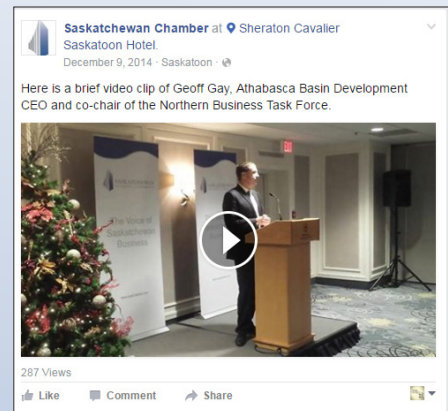 Saskatchewan Chamber at Sheraton Cavalier
Saskatoon Hotel.
December 9, 2014 · Saskatoon ·
Here is a brief video clip of Geoff Gay, Athabasca Basin Development
CEO and co-chair of the Northern Business Task Force.
The Voice of
Saskatchewan
Business
287 Views
Like Comment Share